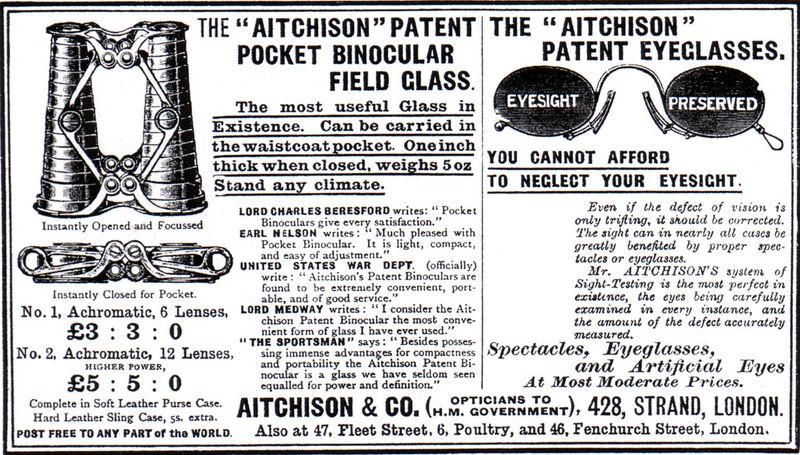 THE "AITCHISON" PATENT
POCKET BINOCULAR
FIELD GLASS.
The most useful Glass in
Existence. Can be carried in
the waistcoat pocket. One inch
thick when closed, weighs 5 oz
Stand any climate.
Instantly Opened and Focussed
Instantly Closed for Pocket.
No. 1, Achromatic, 6 Lenses,
£3 : 3 : 0
No. 2, Achromatic, 12 Lenses,
HIGHER POWER,
£5 : 5 : 0
Complete in Soft Leather Purse Case.
Hard Leather Sling Case, 5s. extra.
POST FREE TO ANY PART of the WORLD.
LORD CHARLES BERESFORD writes: "Pocket
Binoculars give every satisfaction."
EARL NELSON writes: "Much pleased with
Pocket Binocular. It is light, compact,
and easy of adjustment."
UNITED STATES WAR DEPT. (officially)
write: "Aitchison's Patent Binoculars are
found to be extremely convenient, port-
able, and of good service."
LORD MEDWAY writes: "I consider the Ait-
chison Patent Binocular the most conve-
nient form of glass I have ever used."
"THE SPORTSMAN" says: "Besides posses-
sing immense advantages for compactness
and portability the Aitchison Patent Bi-
nocular is a glass we have seldom seen
equalled for power and definition."
THE "AITCHISON"
PATENT EYEGLASSES.
EYESIGHT PRESERVED
YOU CANNOT AFFORD
TO NEGLECT YOUR EYESIGHT.
Even if the defect of vision is
only trifling, it should be corrected.
The sight can in nearly all cases be
greatly benefited by proper spec-
tacles or eyeglasses.
Mr. AITCHISON'S system of
Sight-Testing is the most perfect in
existence, the eyes being carefully
examined in every instance, and
the amount of the defect accurately
measured.
Spectacles, Eyeglasses,
and Artificial Eyes
At Most Moderate Prices.
AITCHISON & CO. (OPTICIANS TO H.M. GOVERNMENT), 428, STRAND, LONDON.
Also at 47, Fleet Street, 6, Poultry, and 46, Fenchurch Street, London.